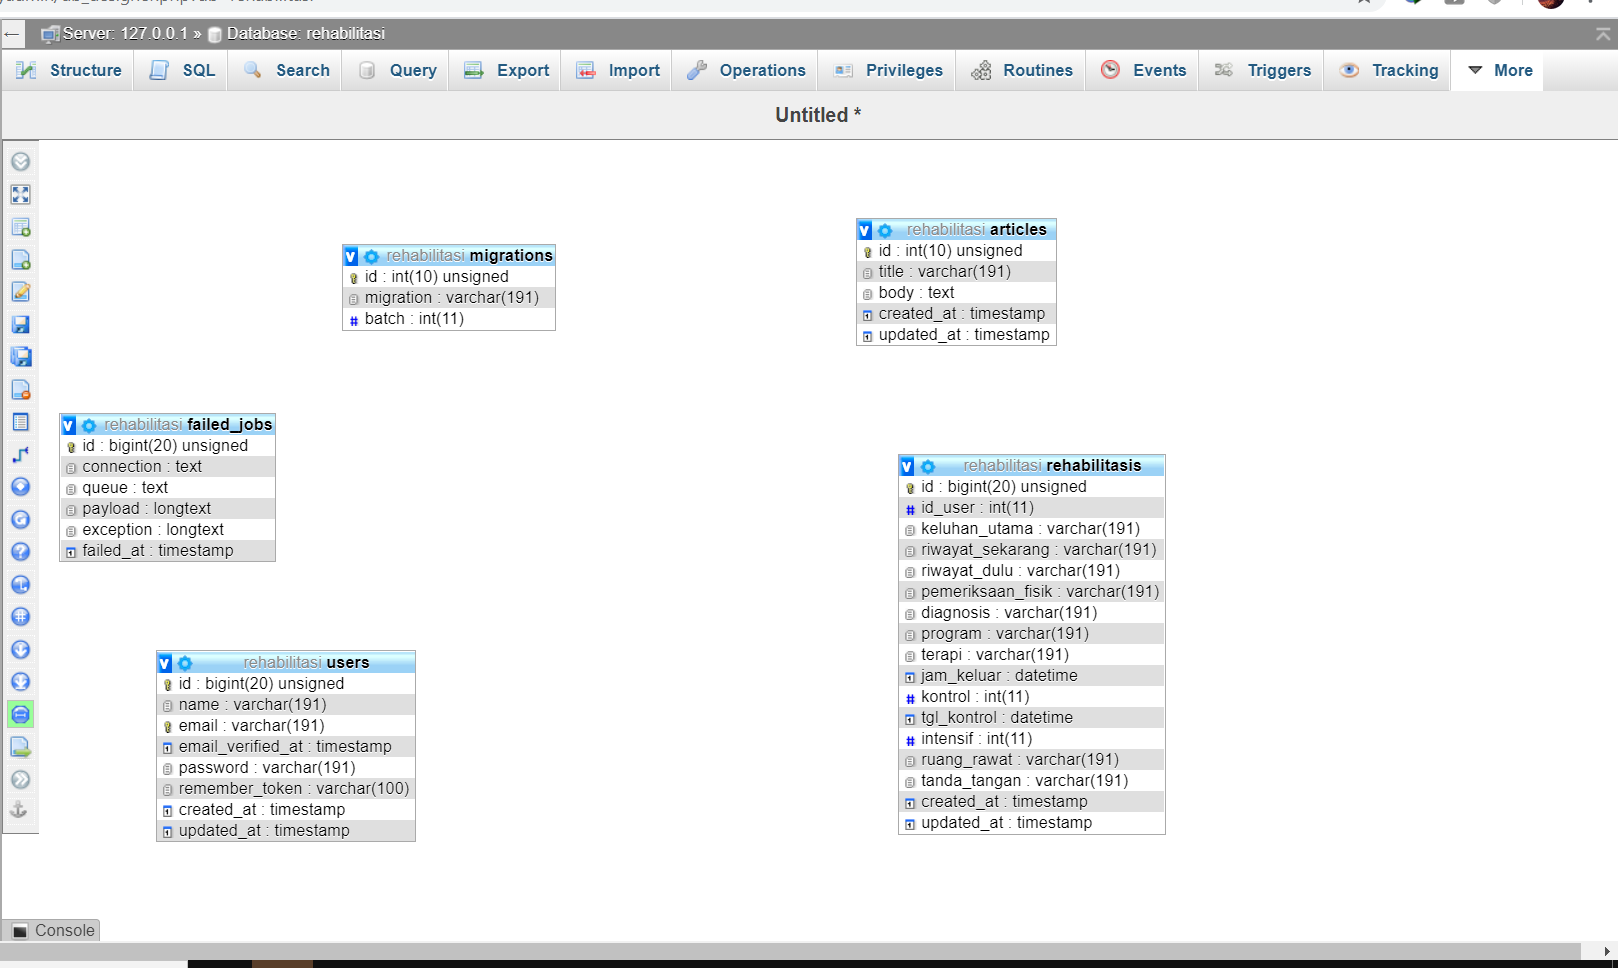 Server: 127.0.0.1 » Database: rehabilitasi
Structure SQL Search Query Export Import Operations Privileges Routines Events Triggers Tracking More
Untitled *
rehabilitasi migrations
id : int(10) unsigned
migration : varchar(191)
batch : int(11)
rehabilitasi articles
id : int(10) unsigned
title : varchar(191)
body : text
created_at : timestamp
updated_at : timestamp
rehabilitasi failed_jobs
id : bigint(20) unsigned
connection : text
queue : text
payload : longtext
exception : longtext
failed_at : timestamp
rehabilitasi rehabilitasis
id : bigint(20) unsigned
id_user : int(11)
keluhan_utama : varchar(191)
riwayat_sekarang : varchar(191)
riwayat_dulu : varchar(191)
pemeriksaan_fisik : varchar(191)
diagnosis : varchar(191)
program : varchar(191)
terapi : varchar(191)
jam_keluar : datetime
kontrol : int(11)
tgl_kontrol : datetime
intensif : int(11)
ruang_rawat : varchar(191)
tanda_tangan : varchar(191)
created_at : timestamp
updated_at : timestamp
rehabilitasi users
id : bigint(20) unsigned
name : varchar(191)
email : varchar(191)
email_verified_at : timestamp
password : varchar(191)
remember_token : varchar(100)
created_at : timestamp
updated_at : timestamp
Console